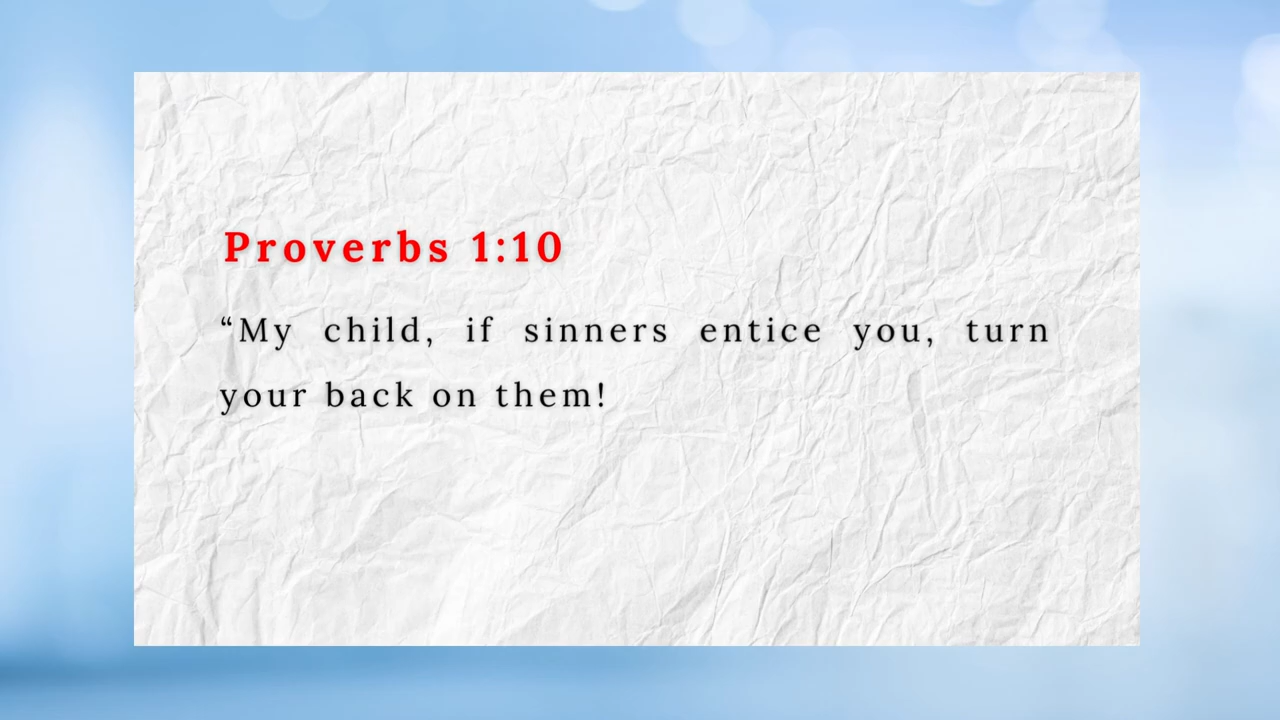 Proverbs 1:10
“My child, if sinners entice you, turn
your back on them!